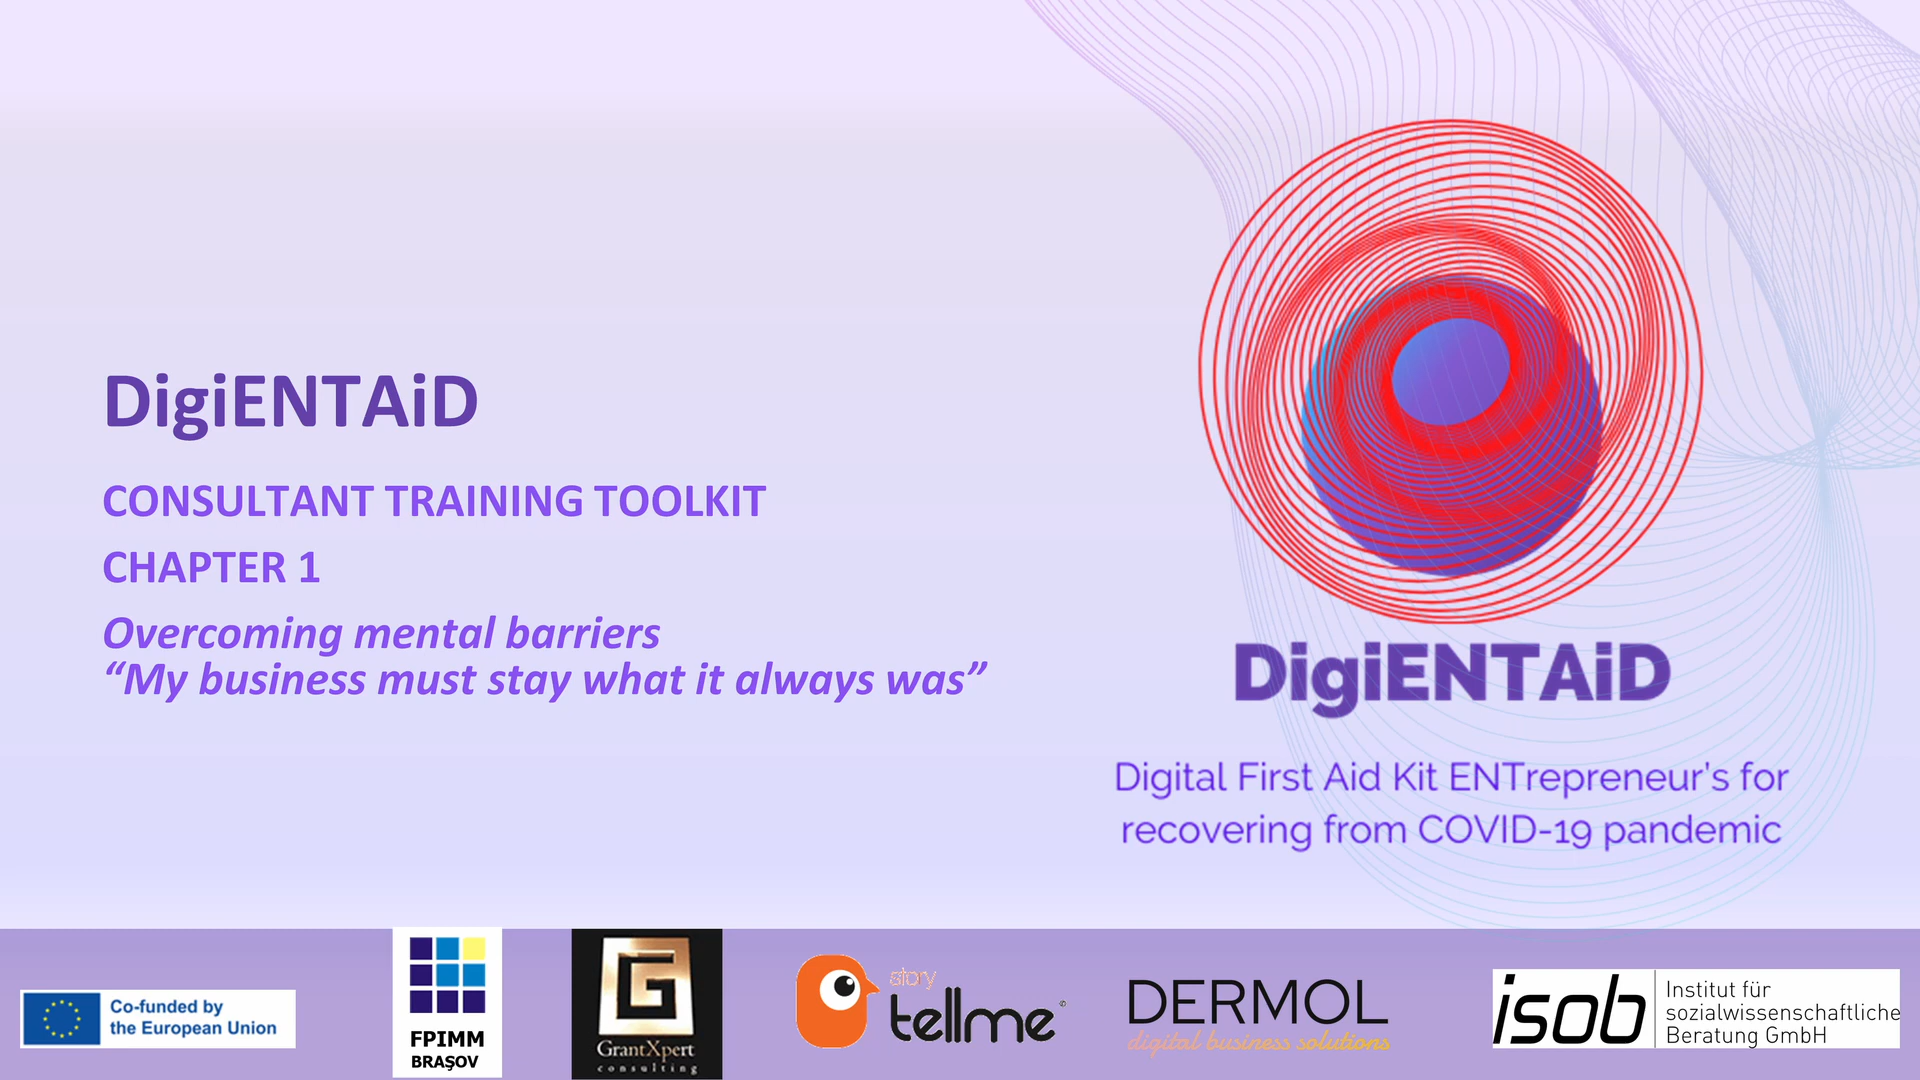 DigiENTAiD
CONSULTANT TRAINING TOOLKIT
CHAPTER 1
Overcoming mental barriers
“My business must stay what it always was”
DigiENTAiD
Digital First Aid Kit ENTrepreneur's for
recovering from COVID-19 pandemic
Co-funded by
the European Union
FPIMM
BRAŞOV
G
GrantXpert
consulting
story
tellme
DERMOL
digital business solutions
isob
Institut für
sozialwissenschaftliche
Beratung GmbH